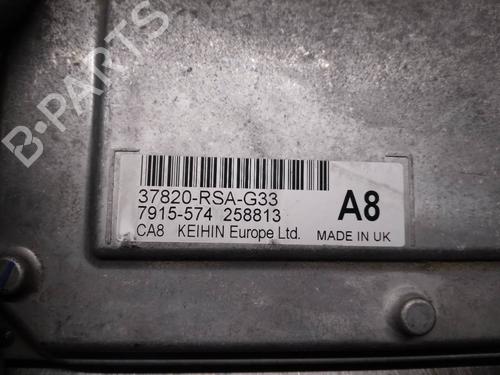 B-PARTS
37820-RSA-G33
7915-574 258813
A8
CA8 KEIHIN Europe Ltd. MADE IN UK